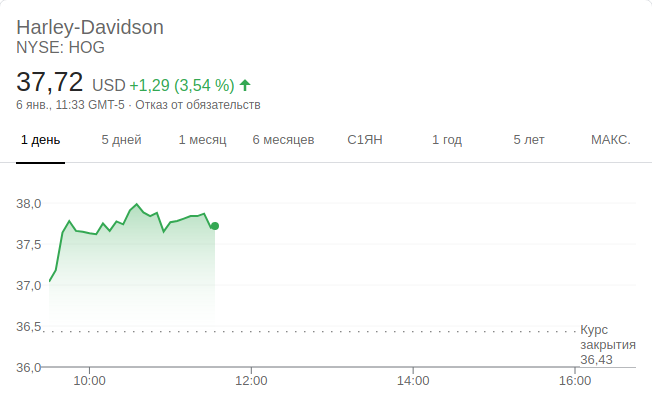 Harley-Davidson
NYSE: HOG
37,72 USD +1,29 (3,54 %)
6 янв., 11:33 GMT-5 · Отказ от обязательств
1 день 5 дней 1 месяц 6 месяцев С1ЯН 1 год 5 лет МАКС.
38,0
37,5
37,0
36,5
Курс
закрытия
36,43
36,0
10:00 12:00 14:00 16:00